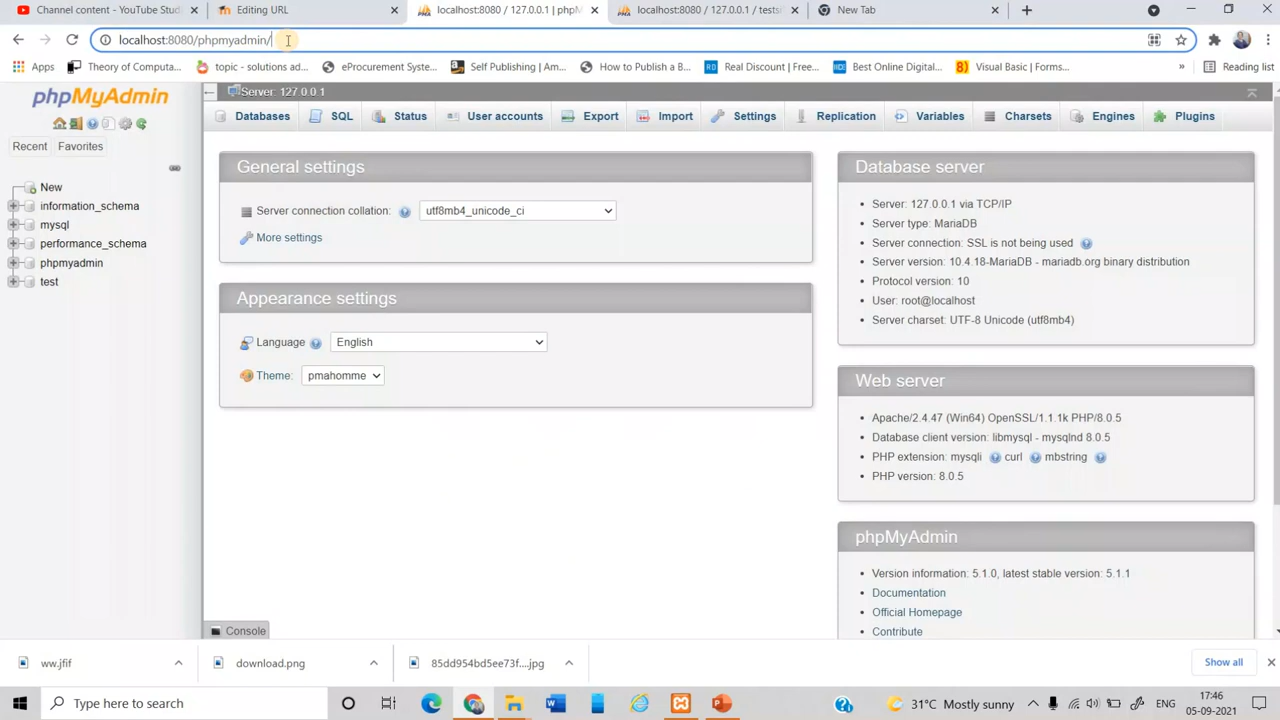 Channel content - YouTube Stud
Editing URL
localhost:8080 / 127.0.0.1 | phpM
localhost:8080 / 127.0.0.1 / tests
New Tab
localhost:8080/phpmyadmin/
Apps
Theory of Computa...
topic - solutions ad...
eProcurement Syste...
Self Publishing | Am...
How to Publish a B...
Real Discount | Free...
Best Online Digital...
Visual Basic | Forms...
»
Reading list
phpMyAdmin
Server: 127.0.0.1
Databases
SQL
Status
User accounts
Export
Import
Settings
Replication
Variables
Charsets
Engines
Plugins
Recent
Favorites
New
information_schema
mysql
performance_schema
phpmyadmin
test
General settings
Server connection collation:
utf8mb4_unicode_ci
More settings
Appearance settings
Language
English
Theme:
pmahomme
Database server
Server: 127.0.0.1 via TCP/IP
Server type: MariaDB
Server connection: SSL is not being used
Server version: 10.4.18-MariaDB - mariadb.org binary distribution
Protocol version: 10
User: root@localhost
Server charset: UTF-8 Unicode (utf8mb4)
Web server
Apache/2.4.47 (Win64) OpenSSL/1.1.1k PHP/8.0.5
Database client version: libmysql - mysqlnd 8.0.5
PHP extension: mysqli curl mbstring
PHP version: 8.0.5
phpMyAdmin
Version information: 5.1.0, latest stable version: 5.1.1
Documentation
Official Homepage
Contribute
Console
ww.jfif
download.png
85dd954bd5ee73f....jpg
Show all
Type here to search
31°C Mostly sunny
ENG
17:46
05-09-2021